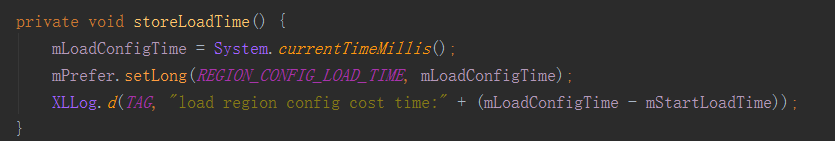 private void storeLoadTime() {
    mLoadConfigTime = System.currentTimeMillis();
    mPrefer.setLong(REGION_CONFIG_LOAD_TIME, mLoadConfigTime);
    XLLog.d(TAG, "load region config cost time:" + (mLoadConfigTime - mStartLoadTime));
}